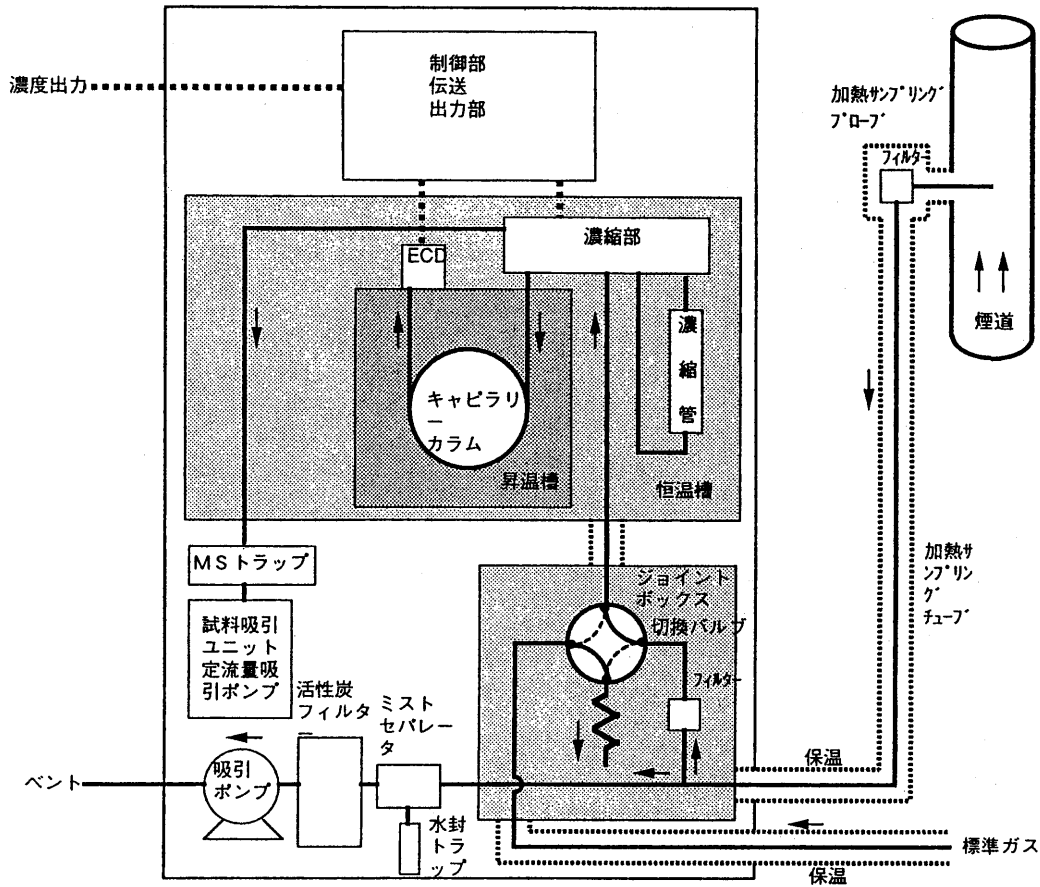 濃度出力
制御部
伝送
出力部
加熱サンプリング
プローブ
フィルター
煙道
濃縮部
ECD
濃
縮
管
キャピラリ
ー
カラム
昇温槽
恒温槽
加熱サ
ンプリン
グ
チューブ
MSトラップ
試料吸引
ユニット
定流量吸
引ポンプ
ジョイント
ボックス
切換バルブ
フィルター
活性炭
フィルタ
ー
ミスト
セパレー
タ
吸引
ポンプ
ベント
水封
トラ
ップ
保温
標準ガス
保温